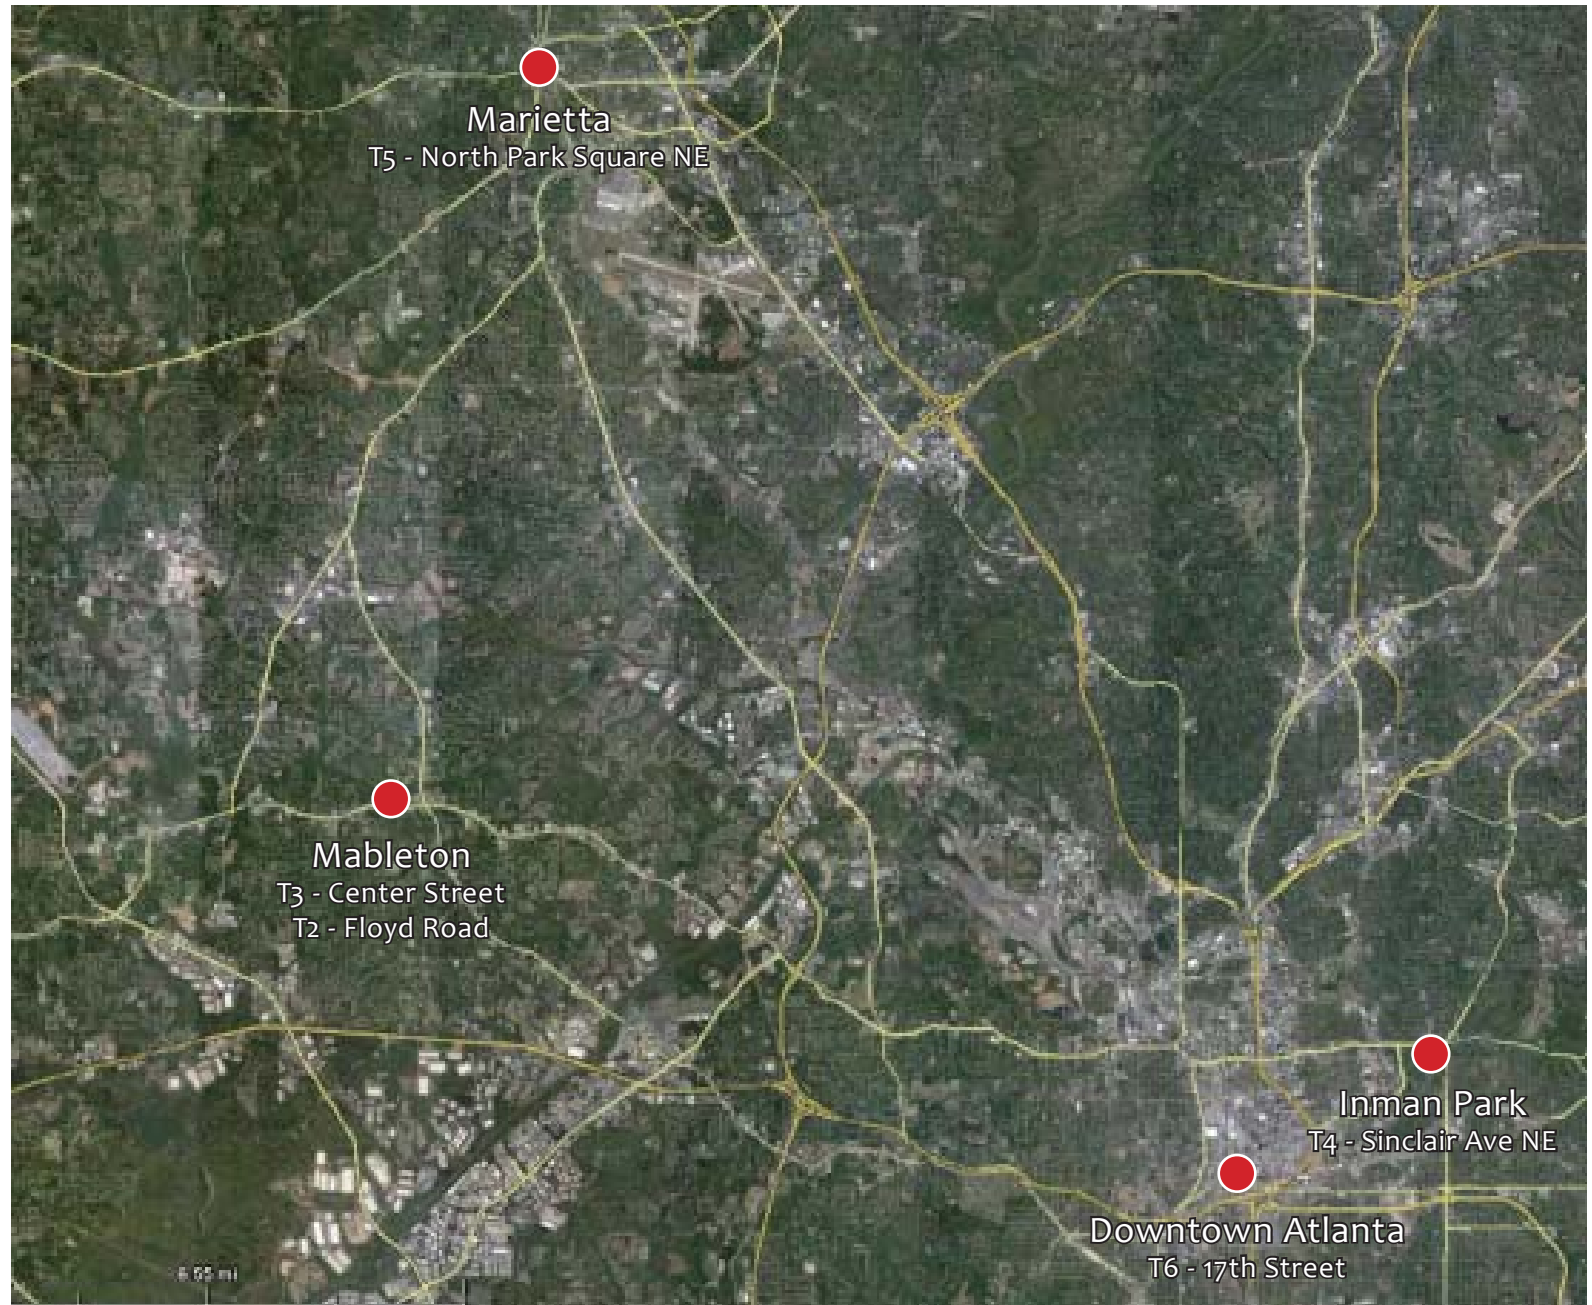 Marietta
T5 - North Park Square NE
Mableton
T3 - Center Street
T2 - Floyd Road
Inman Park
T4 - Sinclair Ave NE
Downtown Atlanta
T6 - 17th Street